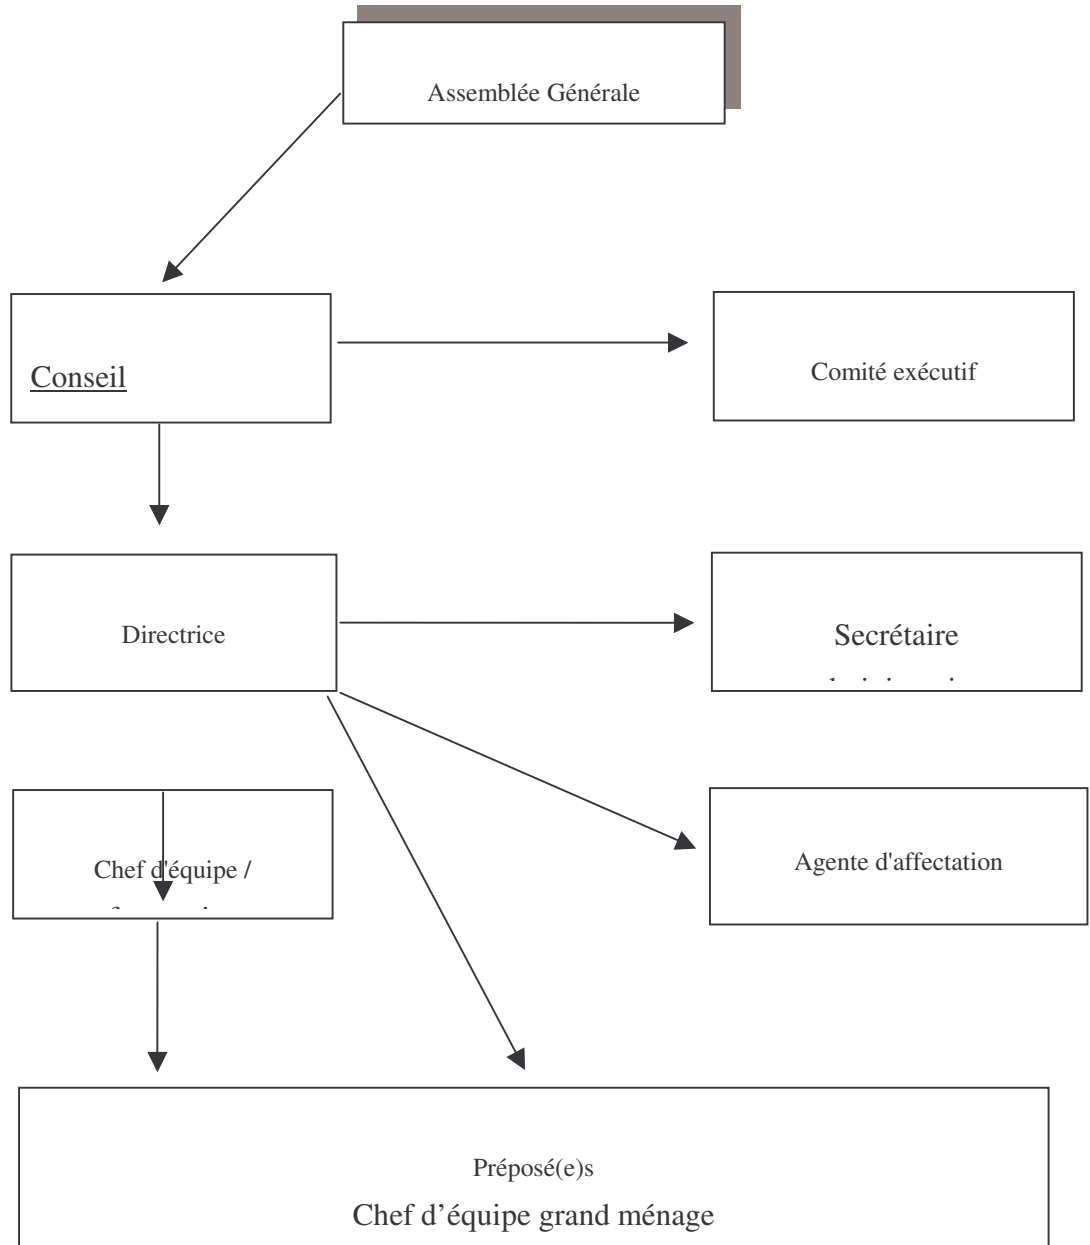 Assemblée Générale
Conseil
Comité exécutif
Directrice
Secrétaire
Chef d'équipe /
Agente d'affectation
Préposé(e)s
Chef d’équipe grand ménage